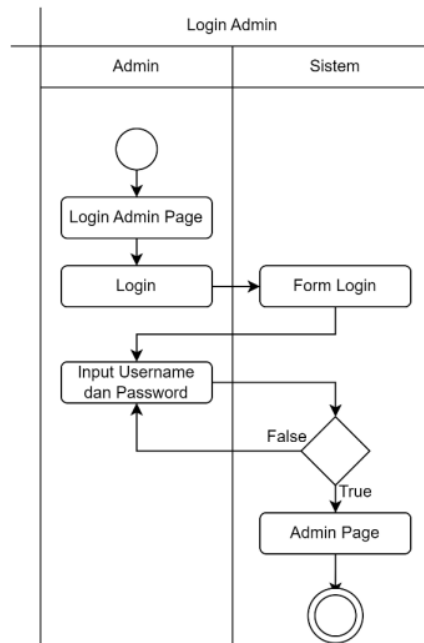 Login Admin
Admin
Sistem
Login Admin Page
Login
Form Login
Input Username
dan Password
False
True
Admin Page